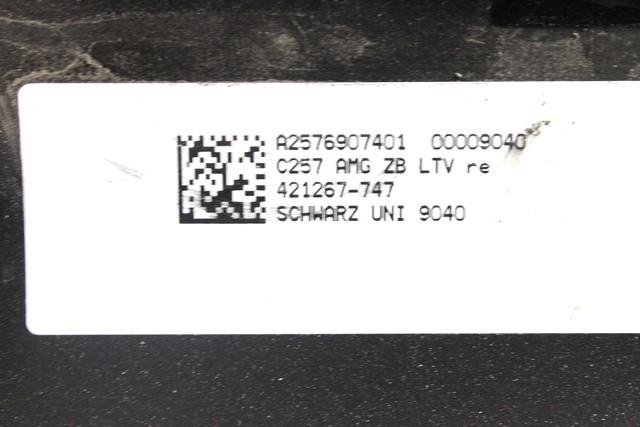 A2576907401 00009040
C257 AMG ZB LTV re
421267-747
SCHWARZ UNI 9040